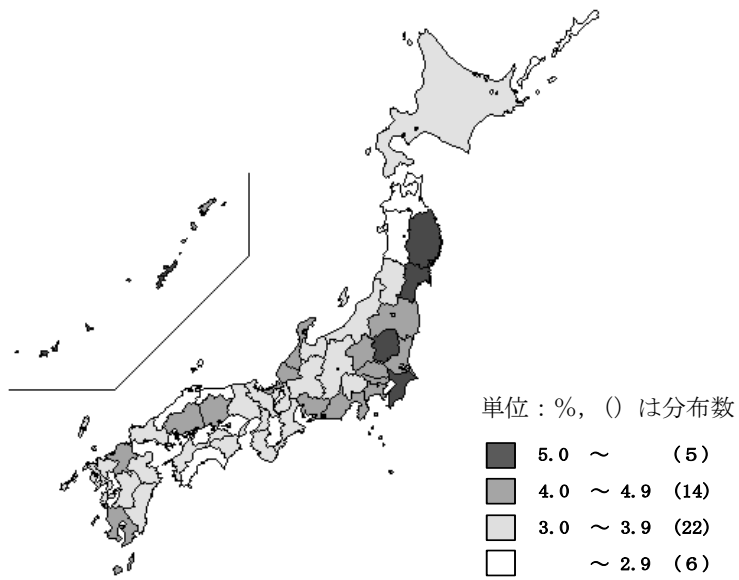 単位：%，（）は分布数
5.0 ～ （5）
4.0 ～ 4.9 （14）
3.0 ～ 3.9 （22）
～ 2.9 （6）